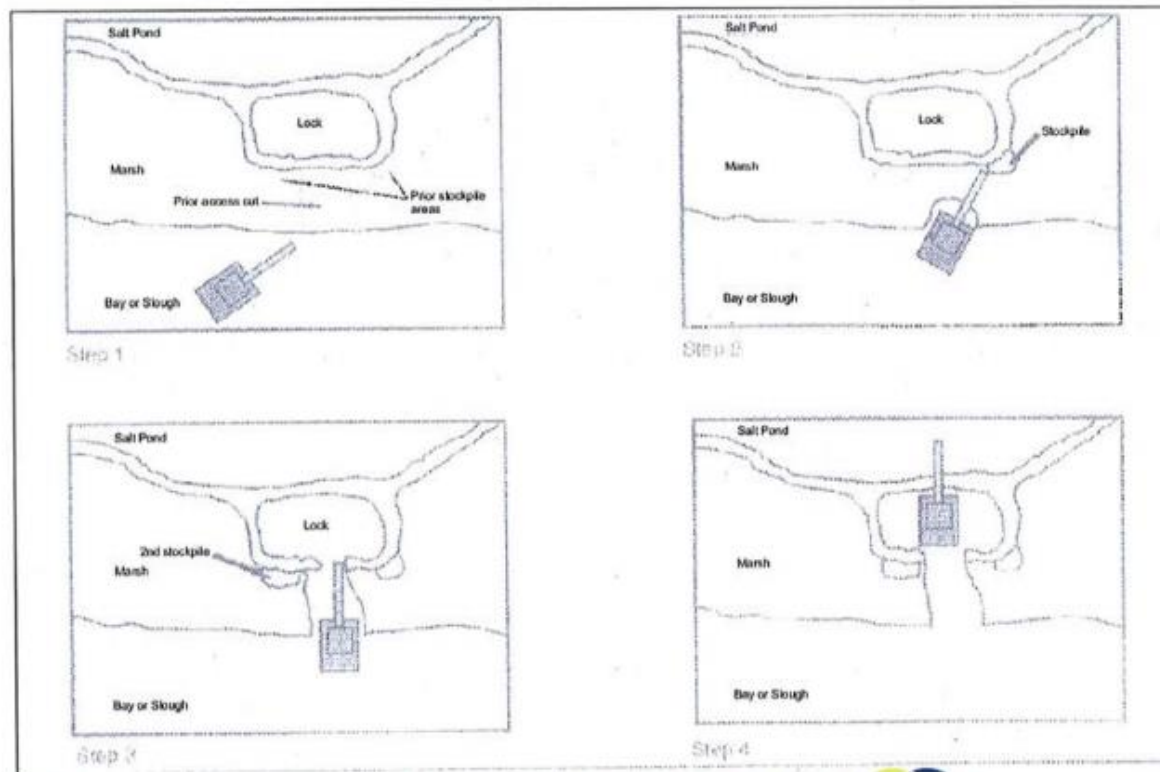 Salt Pond
Lock
Marsh
Prior access cut
Prior stockpile
areas
Bay or Slough
Step 1
Salt Pond
Lock
Stockpile
Marsh
Bay or Slough
Step 2
Salt Pond
Lock
2nd stockpile
Marsh
Bay or Slough
Step 3
Salt Pond
Marsh
Bay or Slough
Step 4